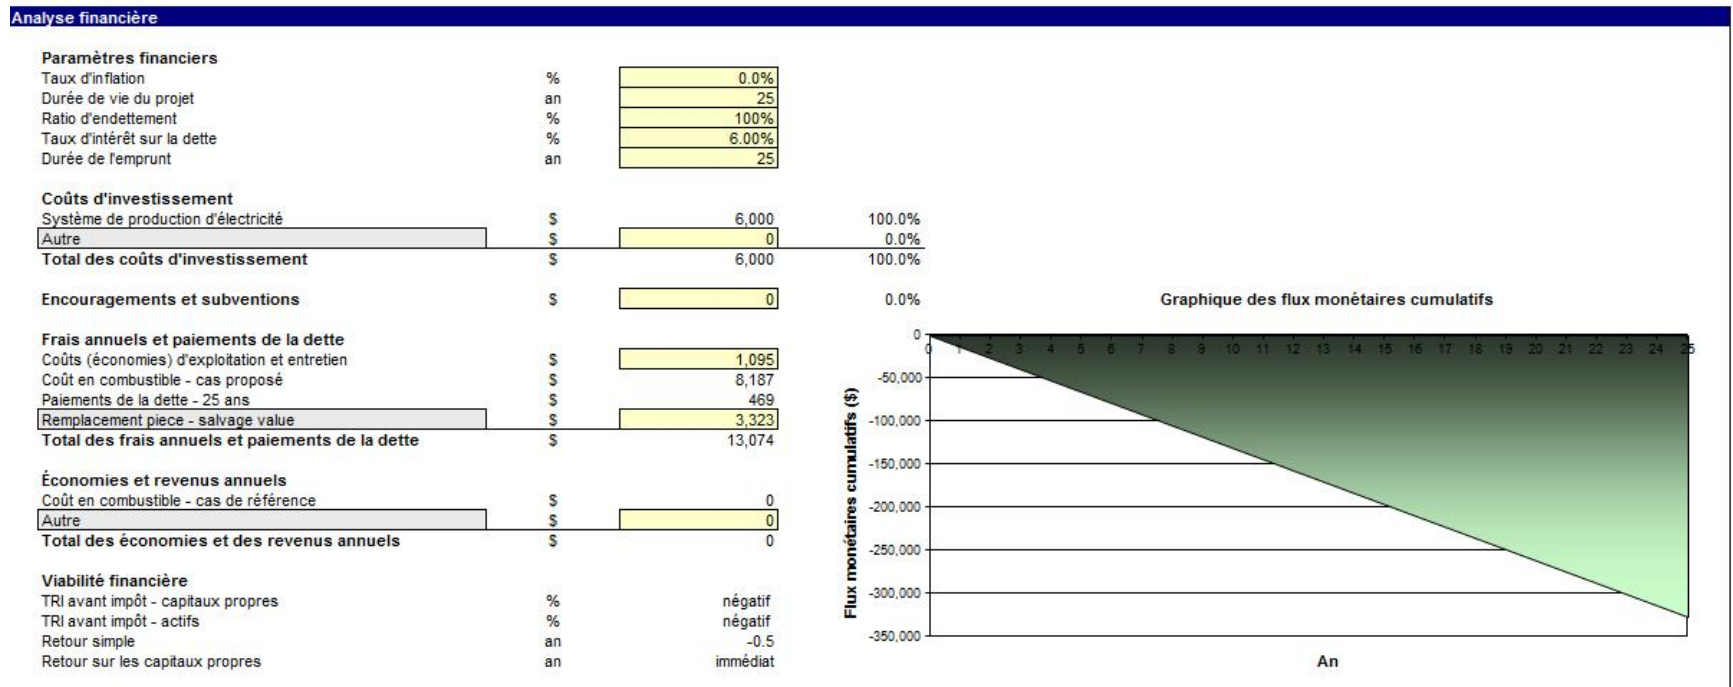 Analyse financière
Paramètres financiers
Taux d'inflation % 0.0%
Durée de vie du projet an 25
Ratio d'endettement % 100%
Taux d'intérêt sur la dette % 6.00%
Durée de l'emprunt an 25
Coûts d'investissement
Système de production d'électricité $ 6,000 100.0%
Autre $ 0 0.0%
Total des coûts d'investissement $ 6,000 100.0%
Encouragements et subventions $ 0 0.0%
Frais annuels et paiements de la dette
Coûts (économies) d'exploitation et entretien $ 1,095
Coût en combustible - cas proposé $ 8,187
Paiements de la dette - 25 ans $ 469
Remplacement piece - salvage value $ 3,323
Total des frais annuels et paiements de la dette $ 13,074
Économies et revenus annuels
Coût en combustible - cas de référence $ 0
Autre $ 0
Total des économies et des revenus annuels $ 0
Viabilité financière
TRI avant impôt - capitaux propres % négatif
TRI avant impôt - actifs % négatif
Retour simple an -0.5
Retour sur les capitaux propres an immédiat
Graphique des flux monétaires cumulatifs
Flux monétaires cumulatifs ($)
0
0 1 2 3 4 5 6 7 8 9 10 11 12 13 14 15 16 17 18 19 20 21 22 23 24 25
-50,000
-100,000
-150,000
-200,000
-250,000
-300,000
-350,000
An